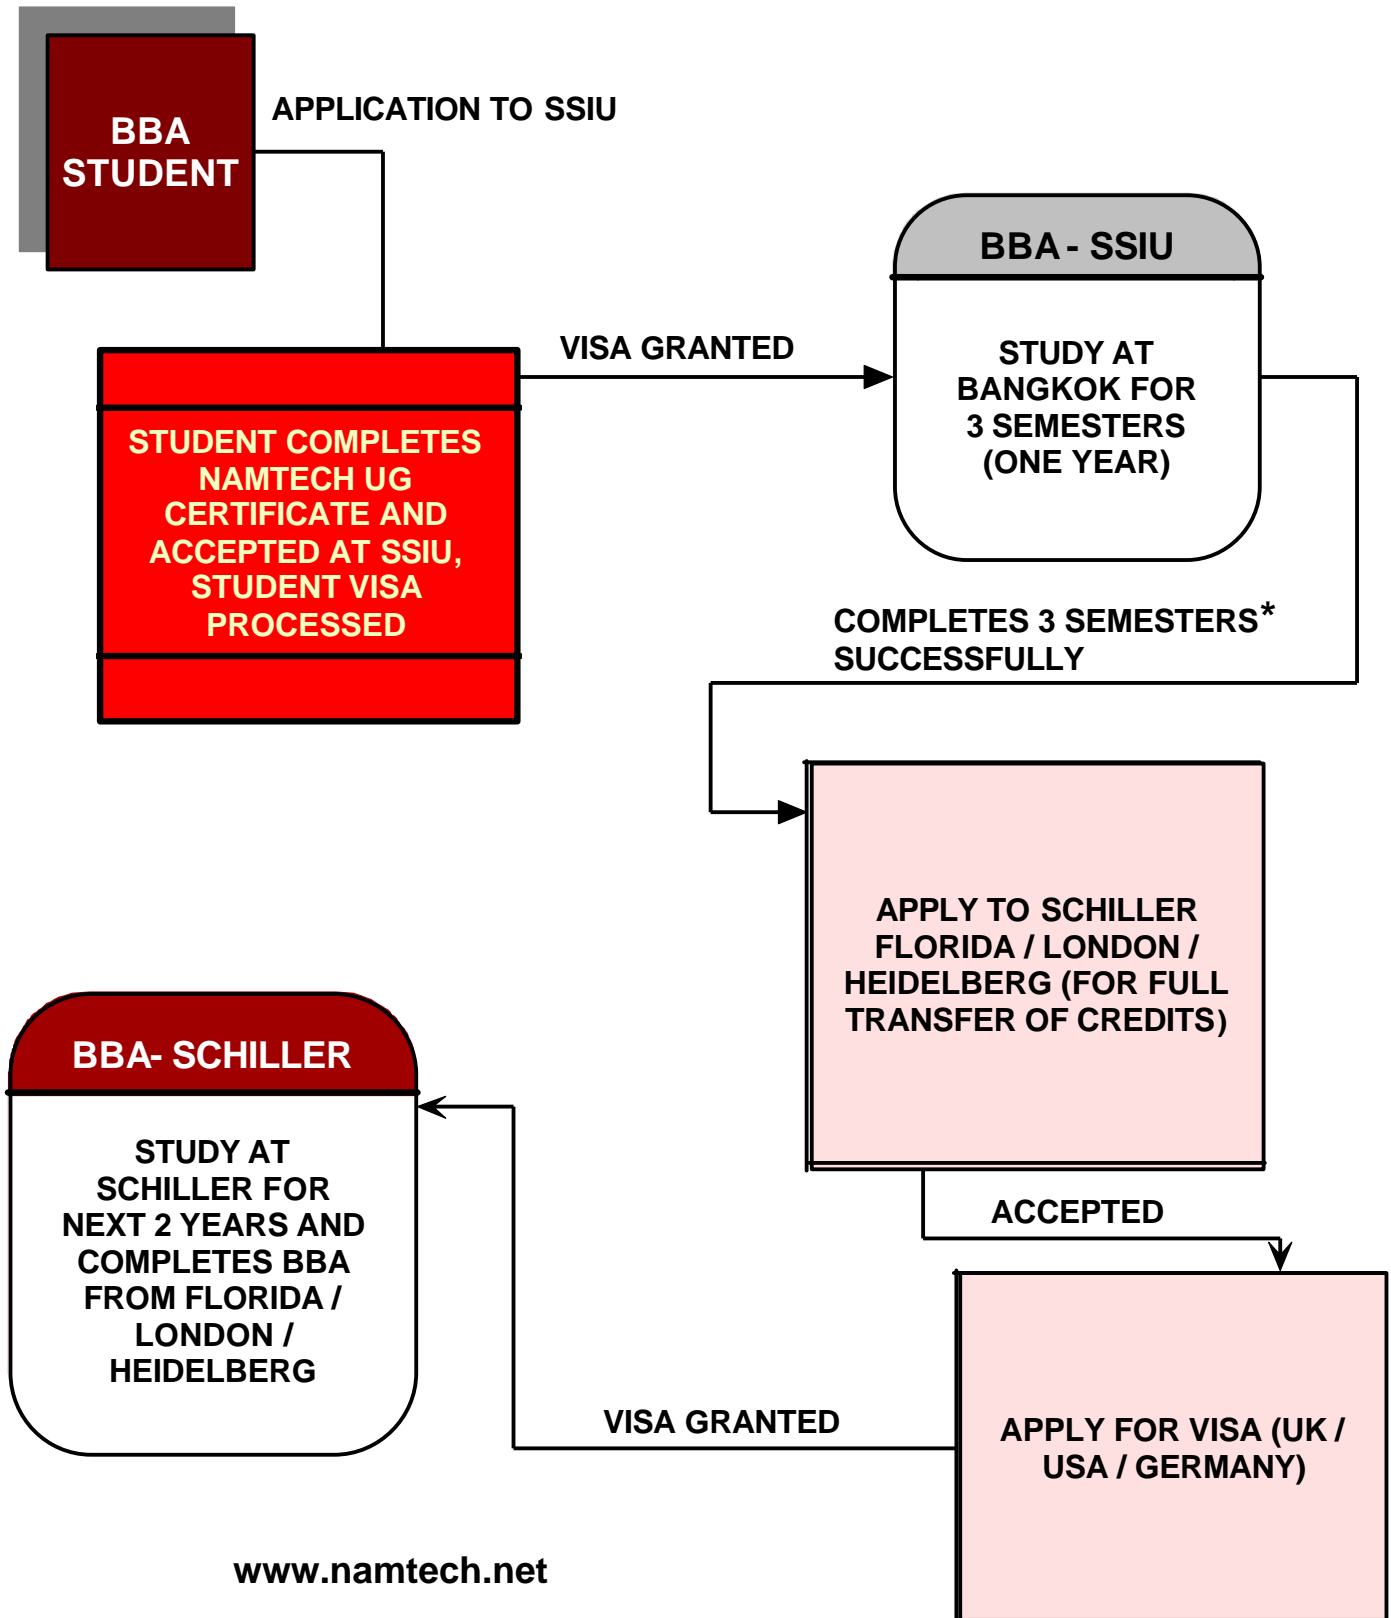 BBA
STUDENT
APPLICATION TO SSIU
STUDENT COMPLETES
NAMTECH UG
CERTIFICATE AND
ACCEPTED AT SSIU,
STUDENT VISA
PROCESSED
VISA GRANTED
BBA - SSIU
STUDY AT
BANGKOK FOR
3 SEMESTERS
(ONE YEAR)
COMPLETES 3 SEMESTERS*
SUCCESSFULLY
APPLY TO SCHILLER
FLORIDA / LONDON /
HEIDELBERG (FOR FULL
TRANSFER OF CREDITS)
ACCEPTED
APPLY FOR VISA (UK /
USA / GERMANY)
VISA GRANTED
BBA- SCHILLER
STUDY AT
SCHILLER FOR
NEXT 2 YEARS AND
COMPLETES BBA
FROM FLORIDA /
LONDON /
HEIDELBERG
www.namtech.net